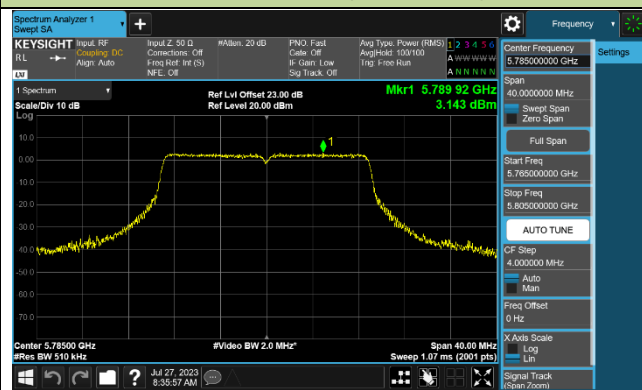 Spectrum Analyzer 1
Swept SA
Frequency
KEYSIGHT
Input: RF
Coupling: DC
Align: Auto
Input Z: 50 Ω
Corrections: Off
Freq Ref: Int (S)
NFE: Off
#Atten: 20 dB
PNO: Fast
Gate: Off
IF Gain: Low
Sig Track: Off
Avg Type: Power (RMS)
Avg|Hold: 100/100
Trig: Free Run
1 2 3 4 5 6
A W W W W W
A N N N N N
RL
LXI
1 Spectrum
Scale/Div 10 dB
Log
Ref Lvl Offset 23.00 dB
Ref Level 20.00 dBm
Mkr1 5.789 92 GHz
3.143 dBm
1
10.0
0.00
-10.0
-20.0
-30.0
-40.0
-50.0
-60.0
-70.0
Center 5.78500 GHz
#Res BW 510 kHz
#Video BW 2.0 MHz*
Span 40.00 MHz
Sweep 1.07 ms (2001 pts)
Center Frequency
5.785000000 GHz
Settings
Span
40.0000000 MHz
Swept Span
Zero Span
Full Span
Start Freq
5.765000000 GHz
Stop Freq
5.805000000 GHz
AUTO TUNE
CF Step
4.000000 MHz
Auto
Man
Freq Offset
0 Hz
X Axis Scale
Log
Lin
Signal Track
(Span Zoom)
Jul 27, 2023
8:35:57 AM